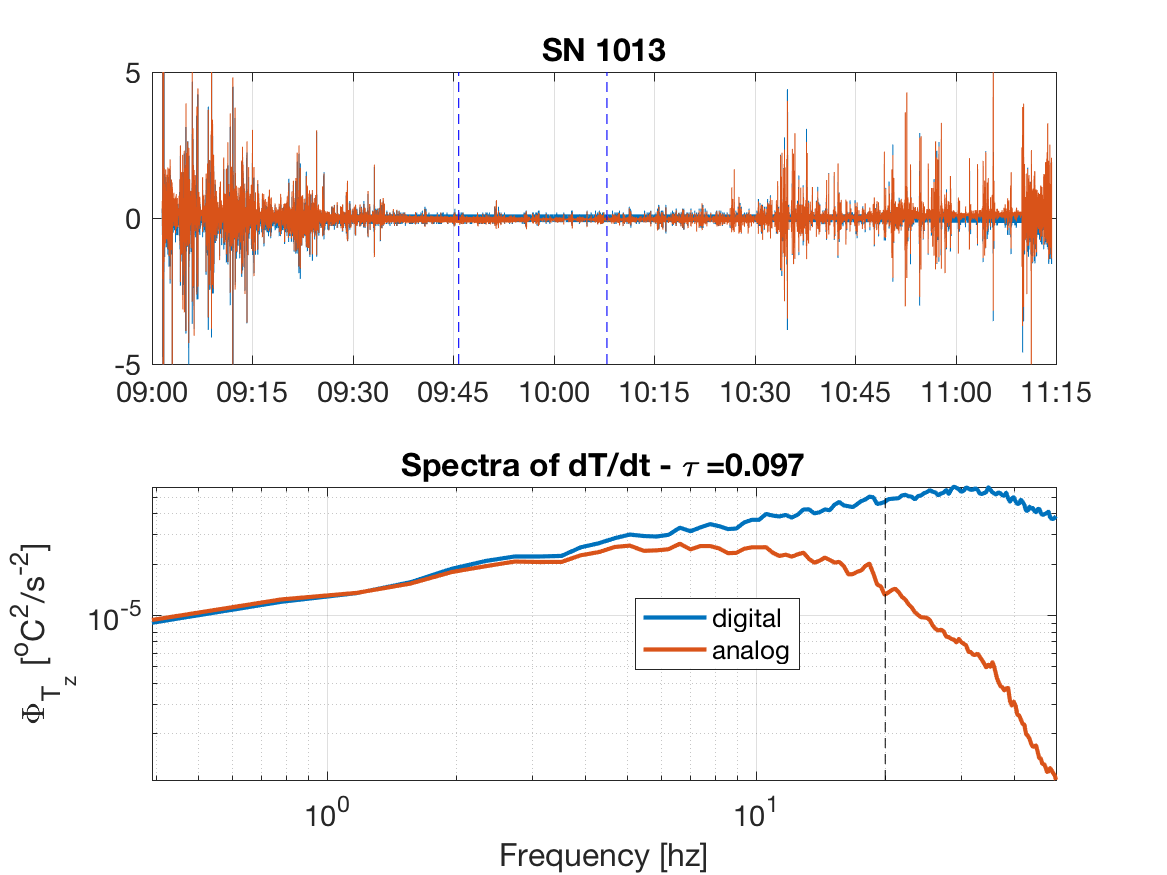 SN 1013
5
0
-5
09:00 09:15 09:30 09:45 10:00 10:15 10:30 10:45 11:00 11:15
Spectra of dT/dt - τ =0.097
Φ_{T_z} [°C²/s⁻²]
10⁻⁵
digital
analog
10⁰ 10¹
Frequency [hz]